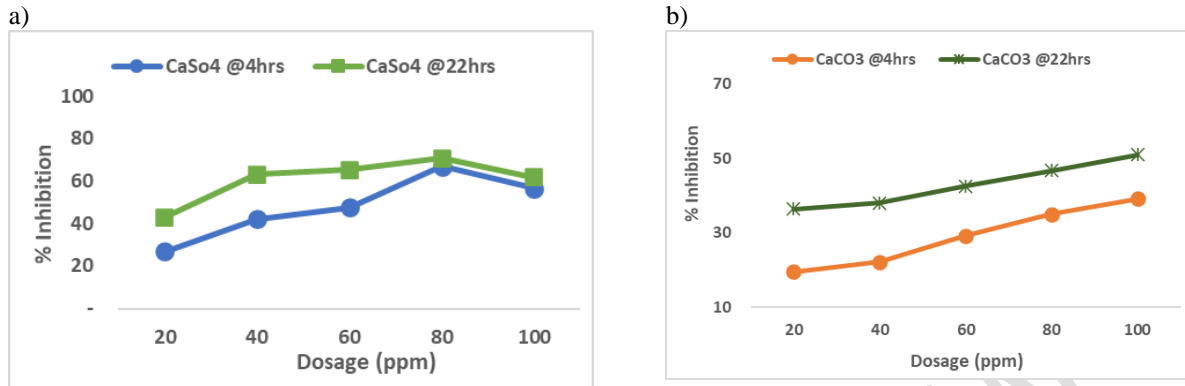 a)
CaSo4 @4hrs CaSo4 @22hrs
100
80
60
40
20
-
% Inhibition
20 40 60 80 100
Dosage (ppm)
b)
CaCO3 @4hrs CaCO3 @22hrs
70
50
30
10
% Inhibition
20 40 60 80 100
Dosage (ppm)